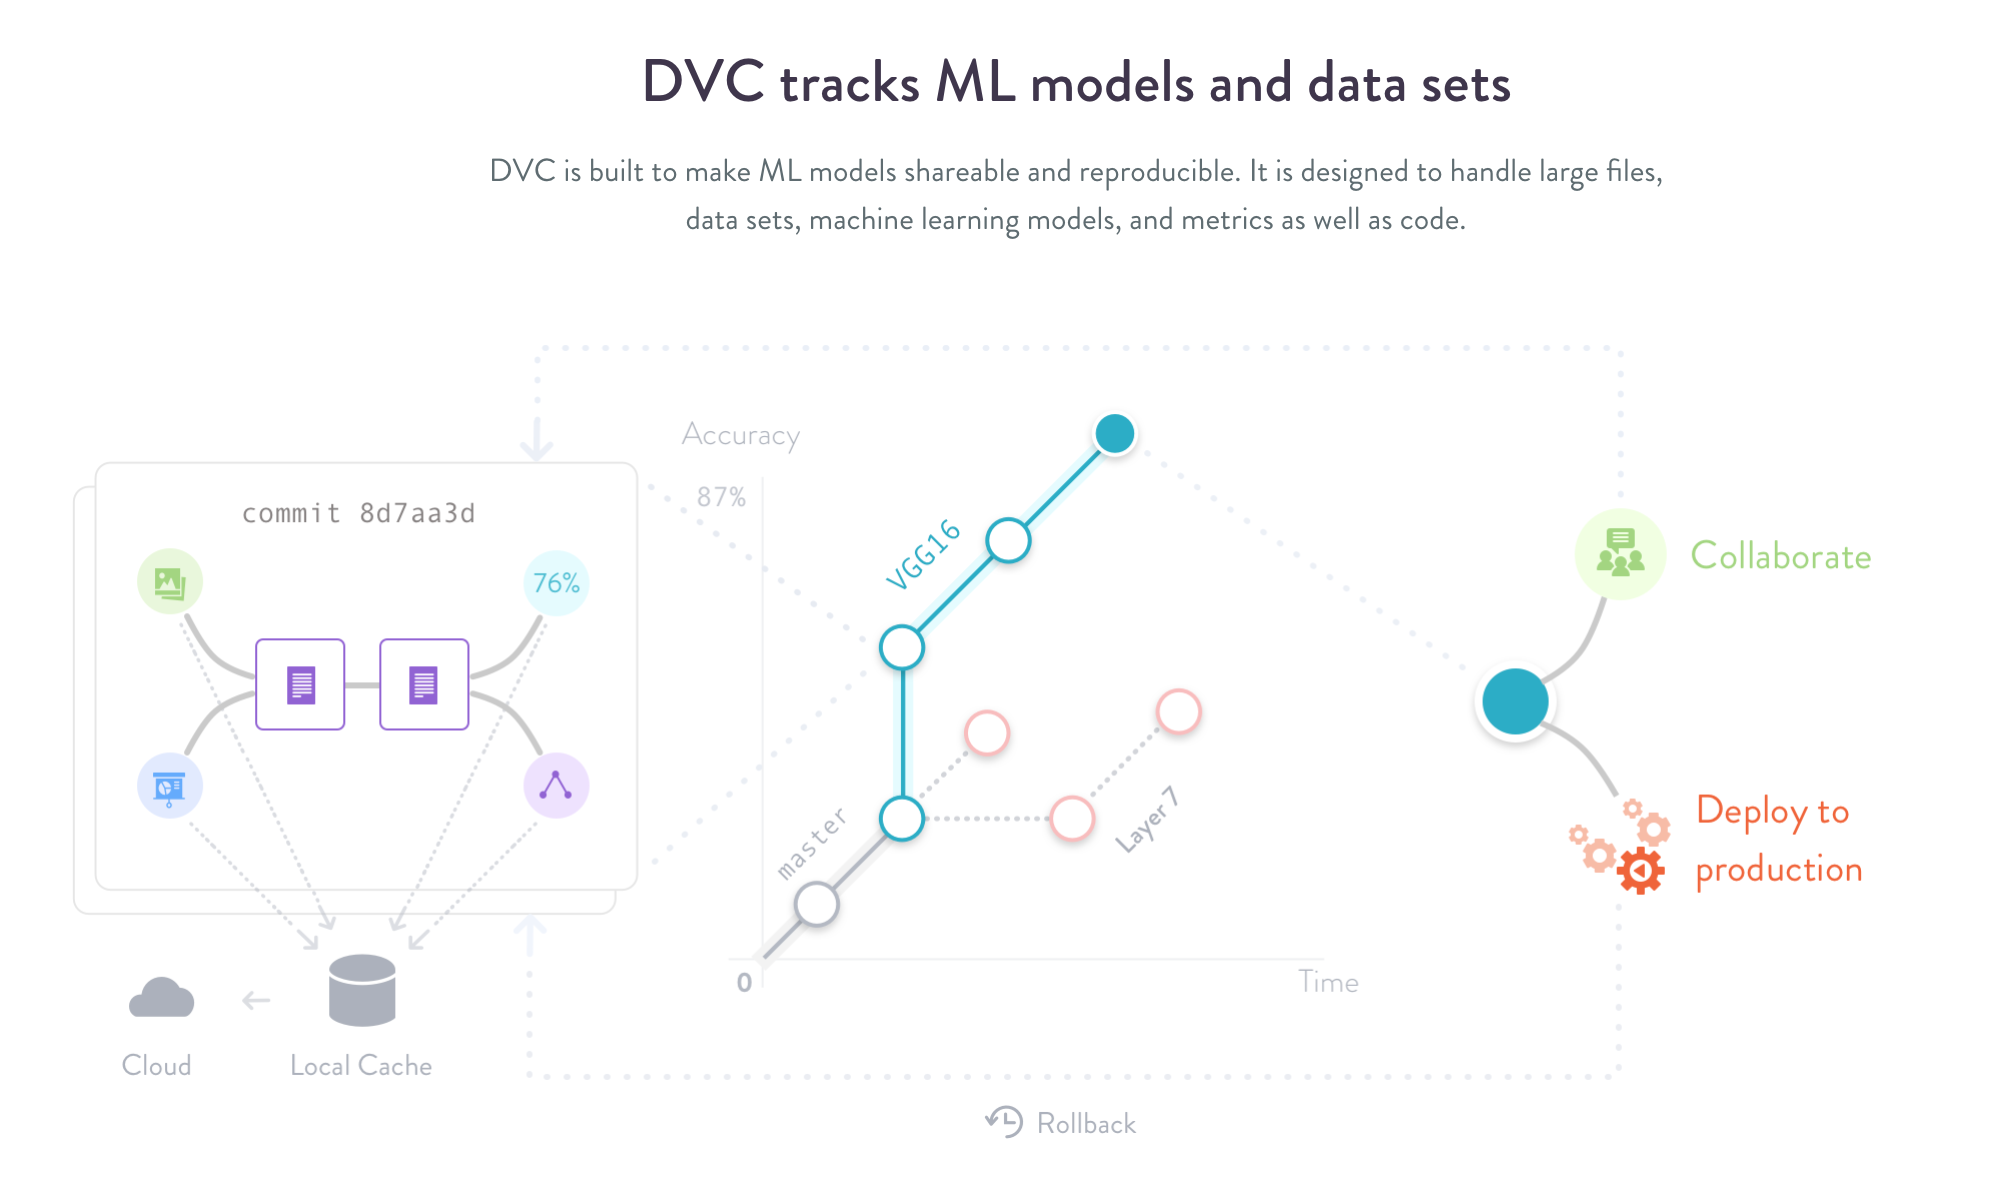 DVC tracks ML models and data sets
DVC is built to make ML models shareable and reproducible. It is designed to handle large files,
data sets, machine learning models, and metrics as well as code.
commit 8d7aa3d
76%
Cloud
Local Cache
Accuracy
87%
VGG16
master
Layer 7
0
Time
Collaborate
Deploy to
production
Rollback